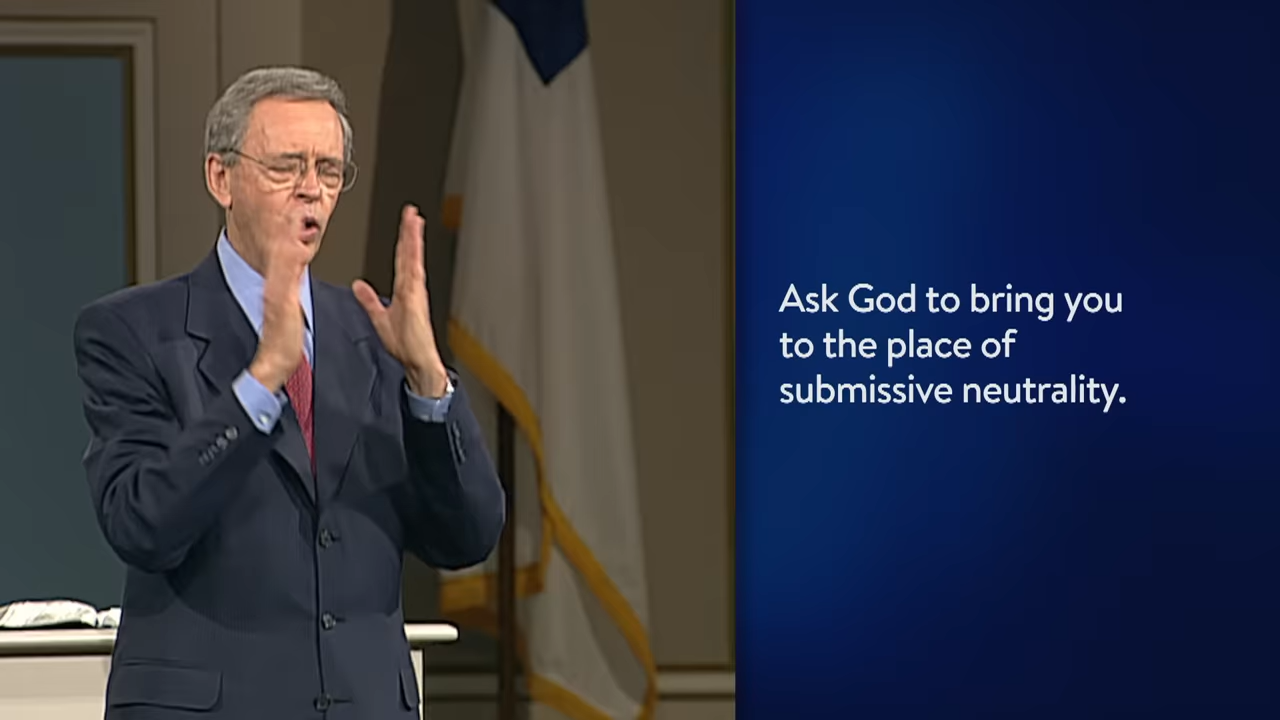 Ask God to bring you
to the place of
submissive neutrality.